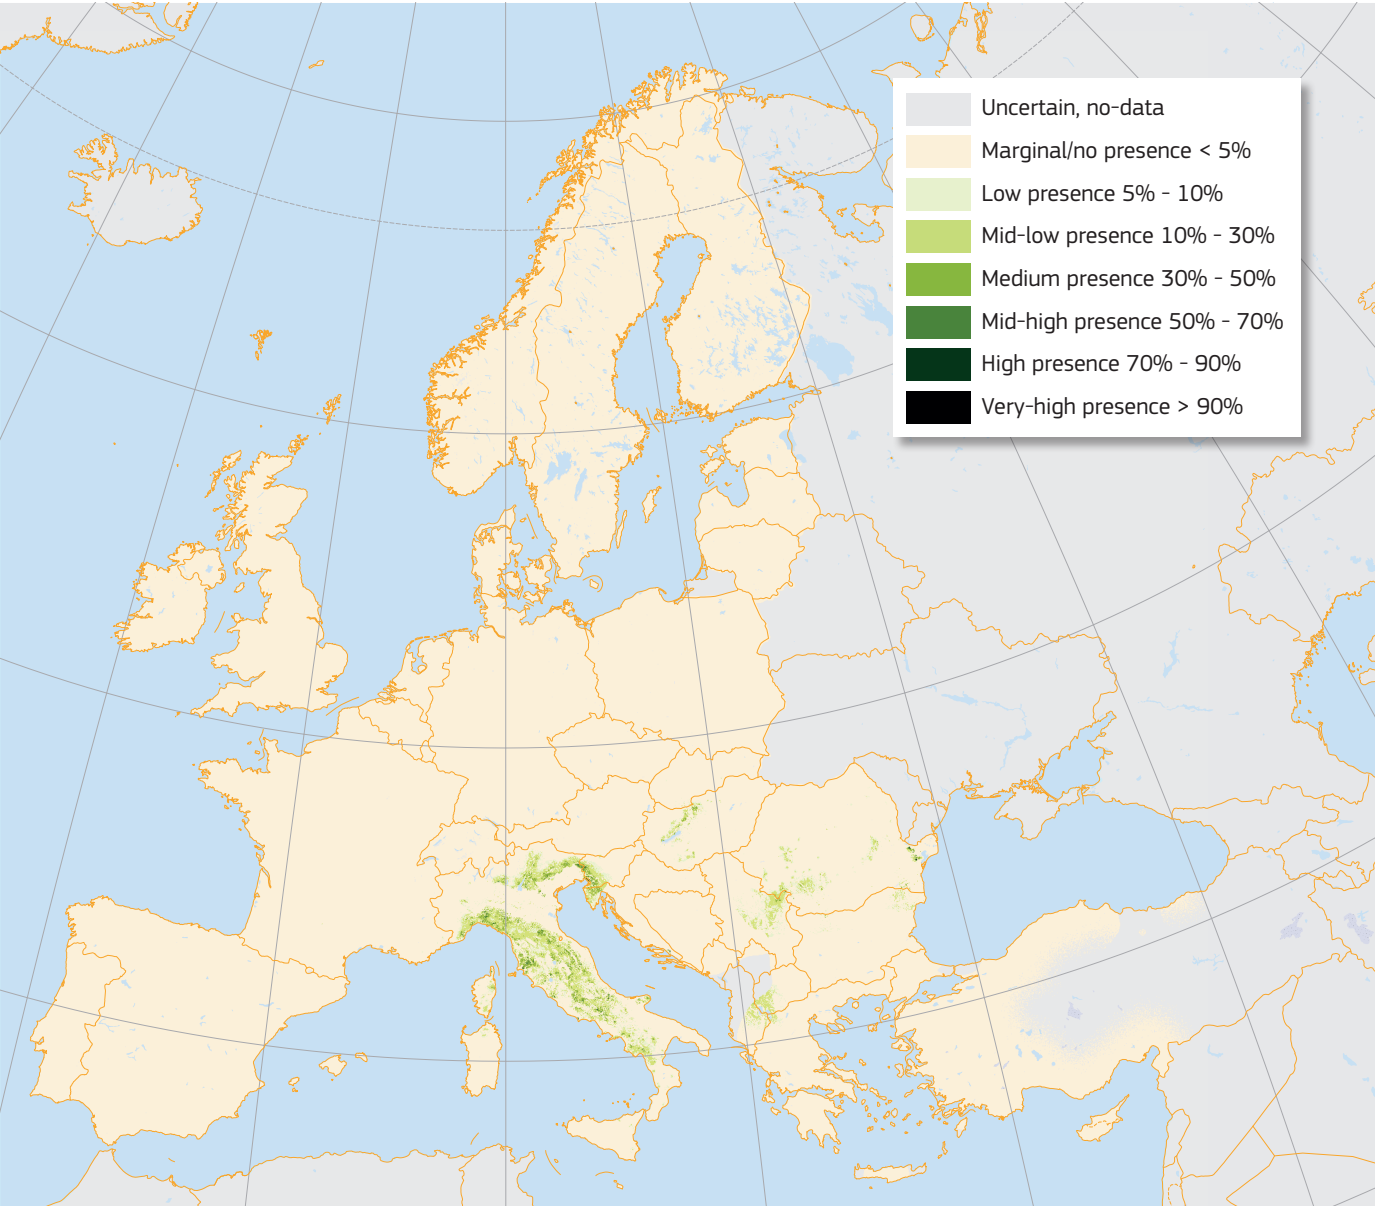 Uncertain, no-data
Marginal/no presence < 5%
Low presence 5% - 10%
Mid-low presence 10% - 30%
Medium presence 30% - 50%
Mid-high presence 50% - 70%
High presence 70% - 90%
Very-high presence > 90%